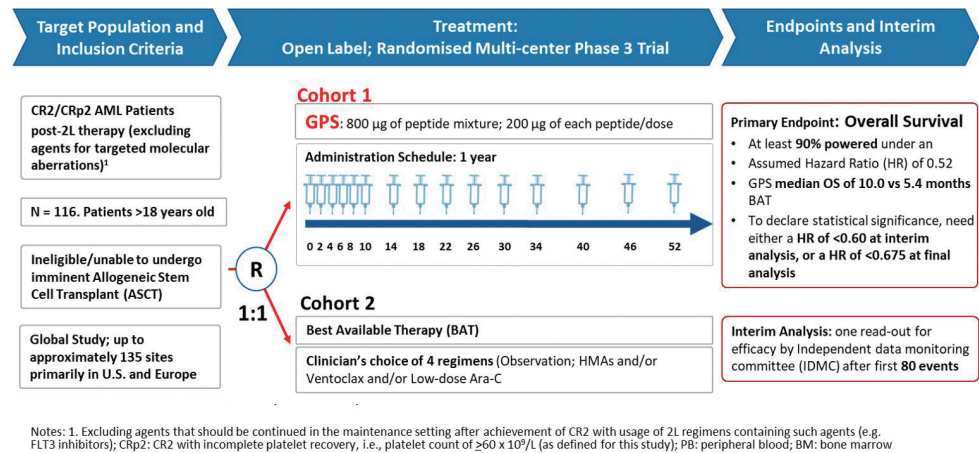 Target Population and
Inclusion Criteria
Treatment:
Open Label; Randomised Multi-center Phase 3 Trial
Endpoints and Interim
Analysis
CR2/CRp2 AML Patients
post-2L therapy (excluding
agents for targeted molecular
aberrations)¹
N = 116. Patients >18 years old
Ineligible/unable to undergo
imminent Allogeneic Stem
Cell Transplant (ASCT)
Global Study; up to
approximately 135 sites
primarily in U.S. and Europe
R
1:1
Cohort 1
GPS: 800 µg of peptide mixture; 200 µg of each peptide/dose
Administration Schedule: 1 year
0 2 4 6 8 10 14 18 22 26 30 34 40 46 52
Cohort 2
Best Available Therapy (BAT)
Clinician's choice of 4 regimens (Observation; HMAs and/or
Ventoclax and/or Low-dose Ara-C
Primary Endpoint: Overall Survival
• At least 90% powered under an
• Assumed Hazard Ratio (HR) of 0.52
• GPS median OS of 10.0 vs 5.4 months
BAT
• To declare statistical significance, need
either a HR of <0.60 at interim
analysis, or a HR of <0.675 at final
analysis
Interim Analysis: one read-out for
efficacy by Independent data monitoring
committee (IDMC) after first 80 events
Notes: 1. Excluding agents that should be continued in the maintenance setting after achievement of CR2 with usage of 2L regimens containing such agents (e.g.
FLT3 inhibitors); CRp2: CR2 with incomplete platelet recovery, i.e., platelet count of ≥60 x 10⁹/L (as defined for this study); PB: peripheral blood; BM: bone marrow